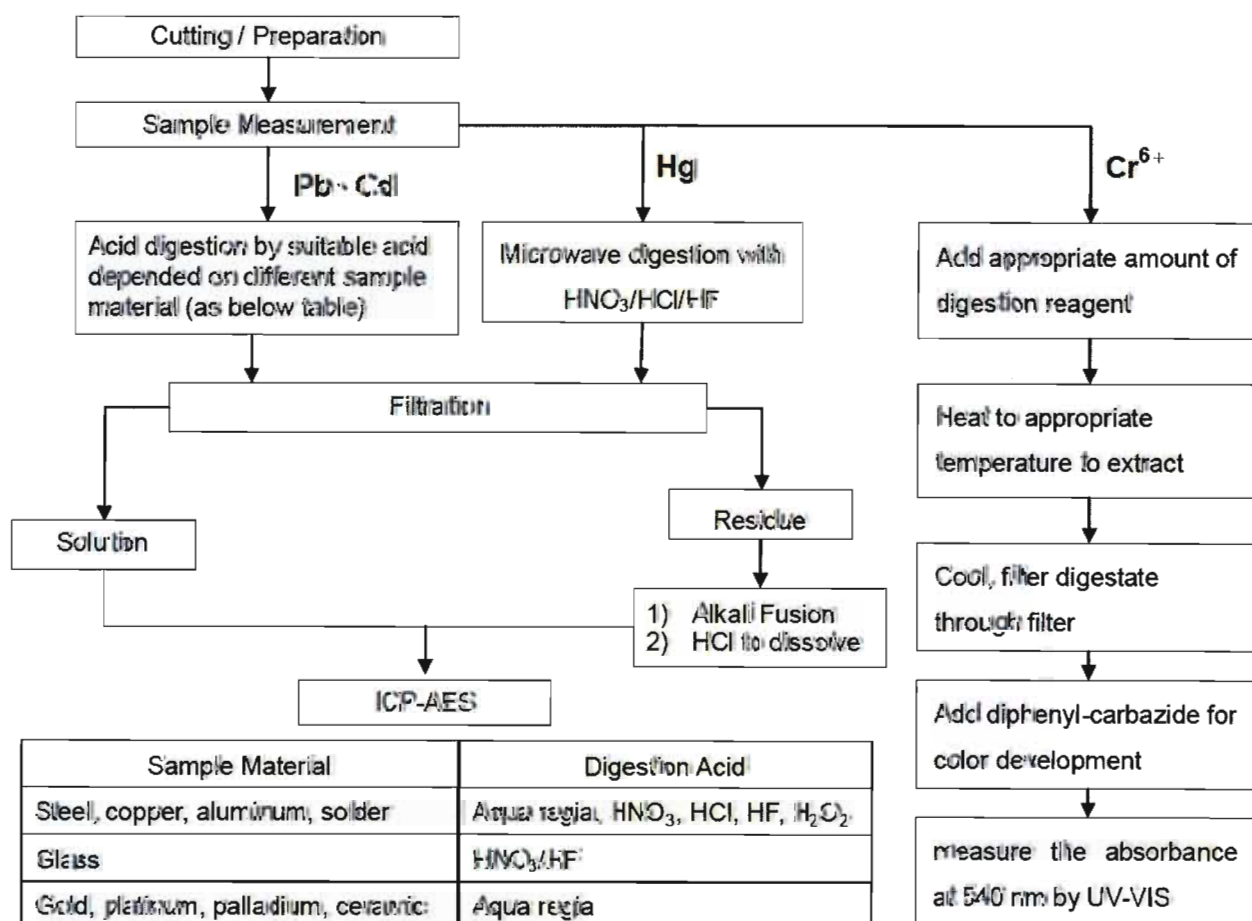 Cutting / Preparation
Sample Measurement
Pb、Cd
Hg
Cr⁶⁺
Acid digestion by suitable acid
depended on different sample
material (as below table)
Microwave digestion with
HNO₃/HCl/HF
Add appropriate amount of
digestion reagent
Filtration
Heat to appropriate
temperature to extract
Solution
Residue
1) Alkali Fusion
2) HCl to dissolve
Cool, filter digestate
through filter
ICP-AES
Add diphenyl-carbazide for
color development
Sample Material Digestion Acid
Steel, copper, aluminum, solder Aqua regia, HNO₃, HCl, HF, H₂O₂
Glass HNO₃/HF
Gold, platinum, palladium, ceramic Aqua regia
measure the absorbance
at 540 nm by UV-VIS